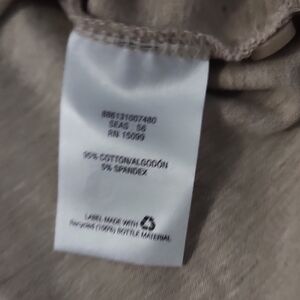 886131007480
SEAS 56
RN 15099
95% COTTON/ALGODÓN
5% SPANDEX
LABEL MADE WITH
Recycled (100%) BOTTLE MATERIAL